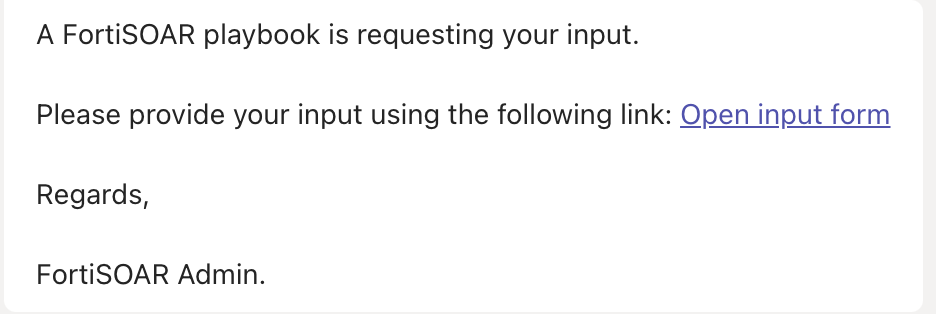 A FortiSOAR playbook is requesting your input.
Please provide your input using the following link: Open input form
Regards,
FortiSOAR Admin.